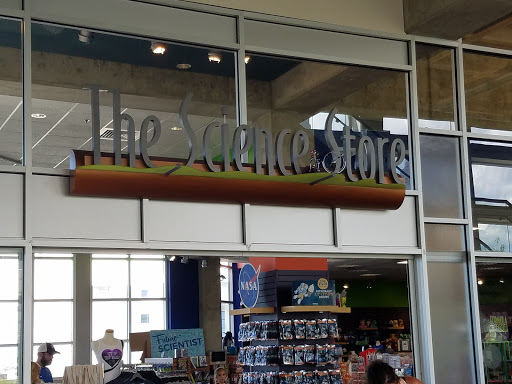 The Science Store
NASA
Future
SCIENTIST